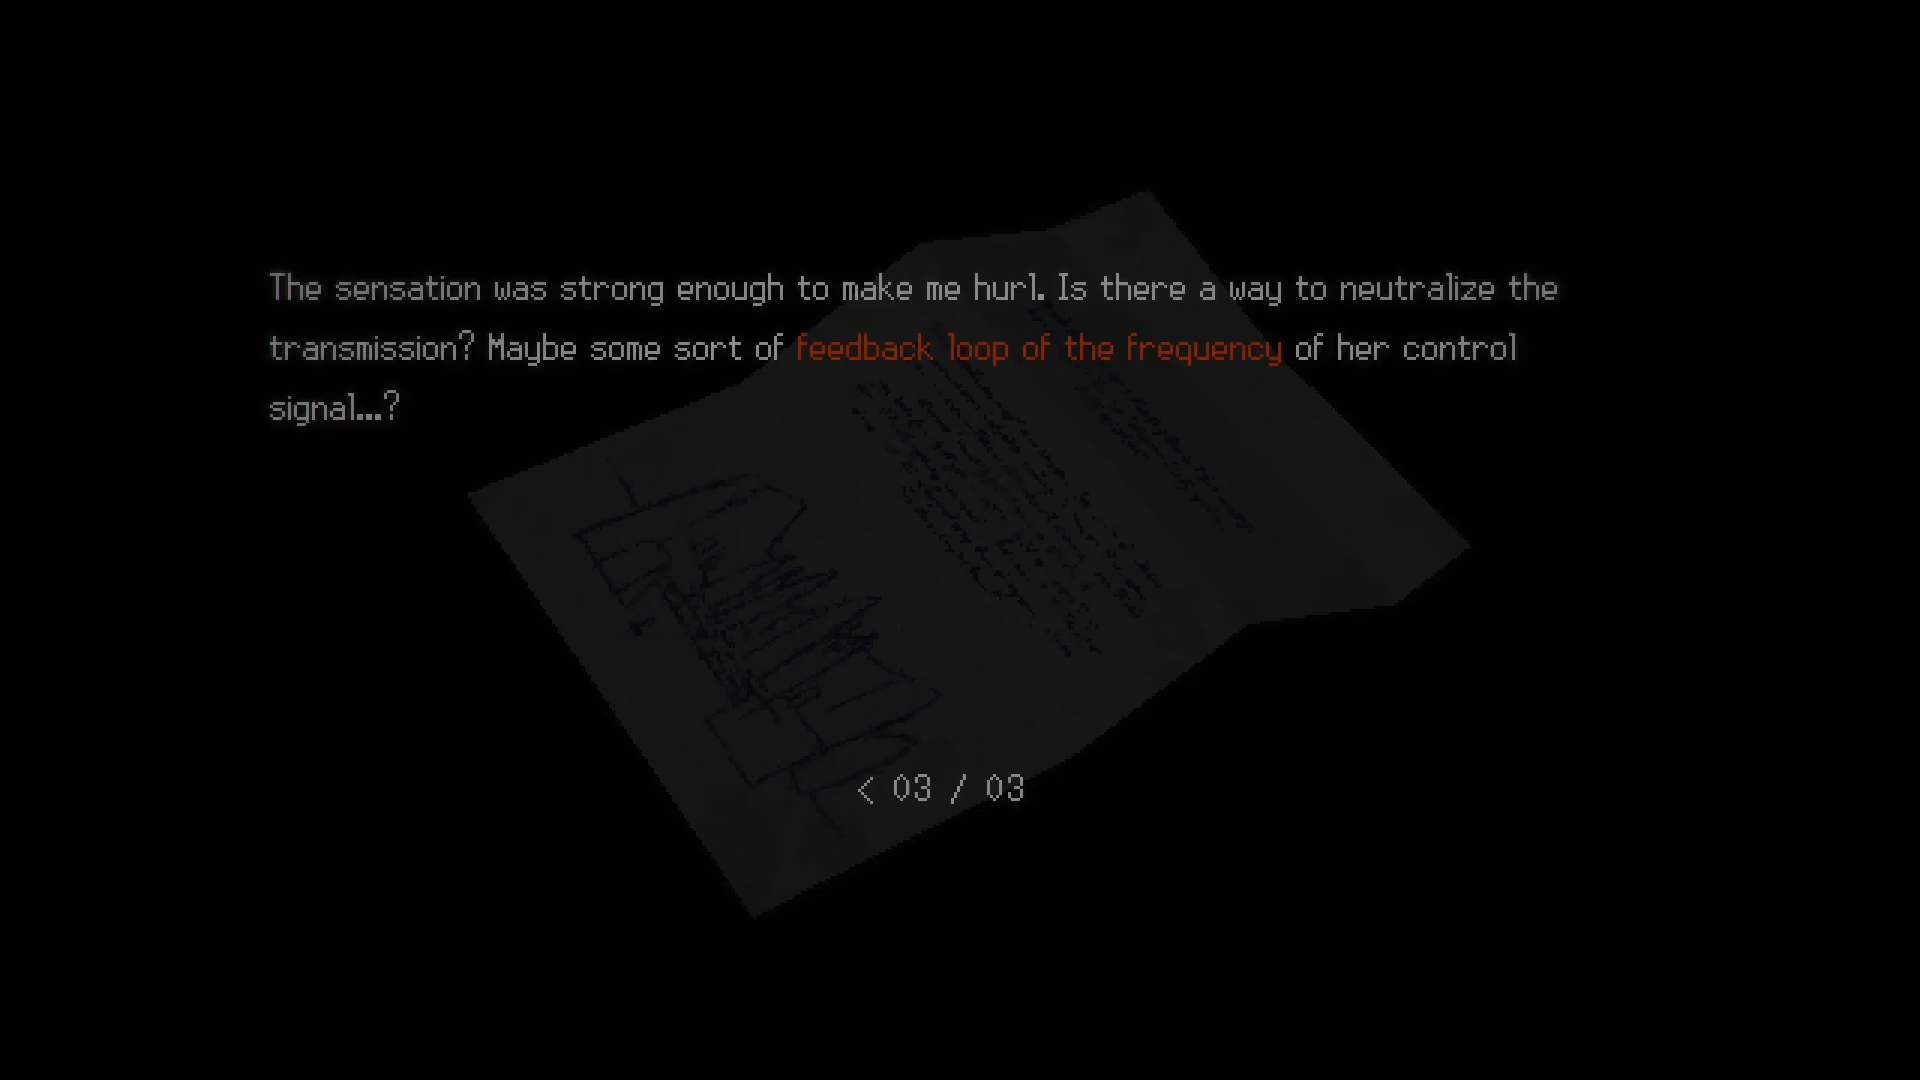 The sensation was strong enough to make me hurl. Is there a way to neutralize the
transmission? Maybe some sort of feedback loop of the frequency of her control
signal...?
< 03 / 03